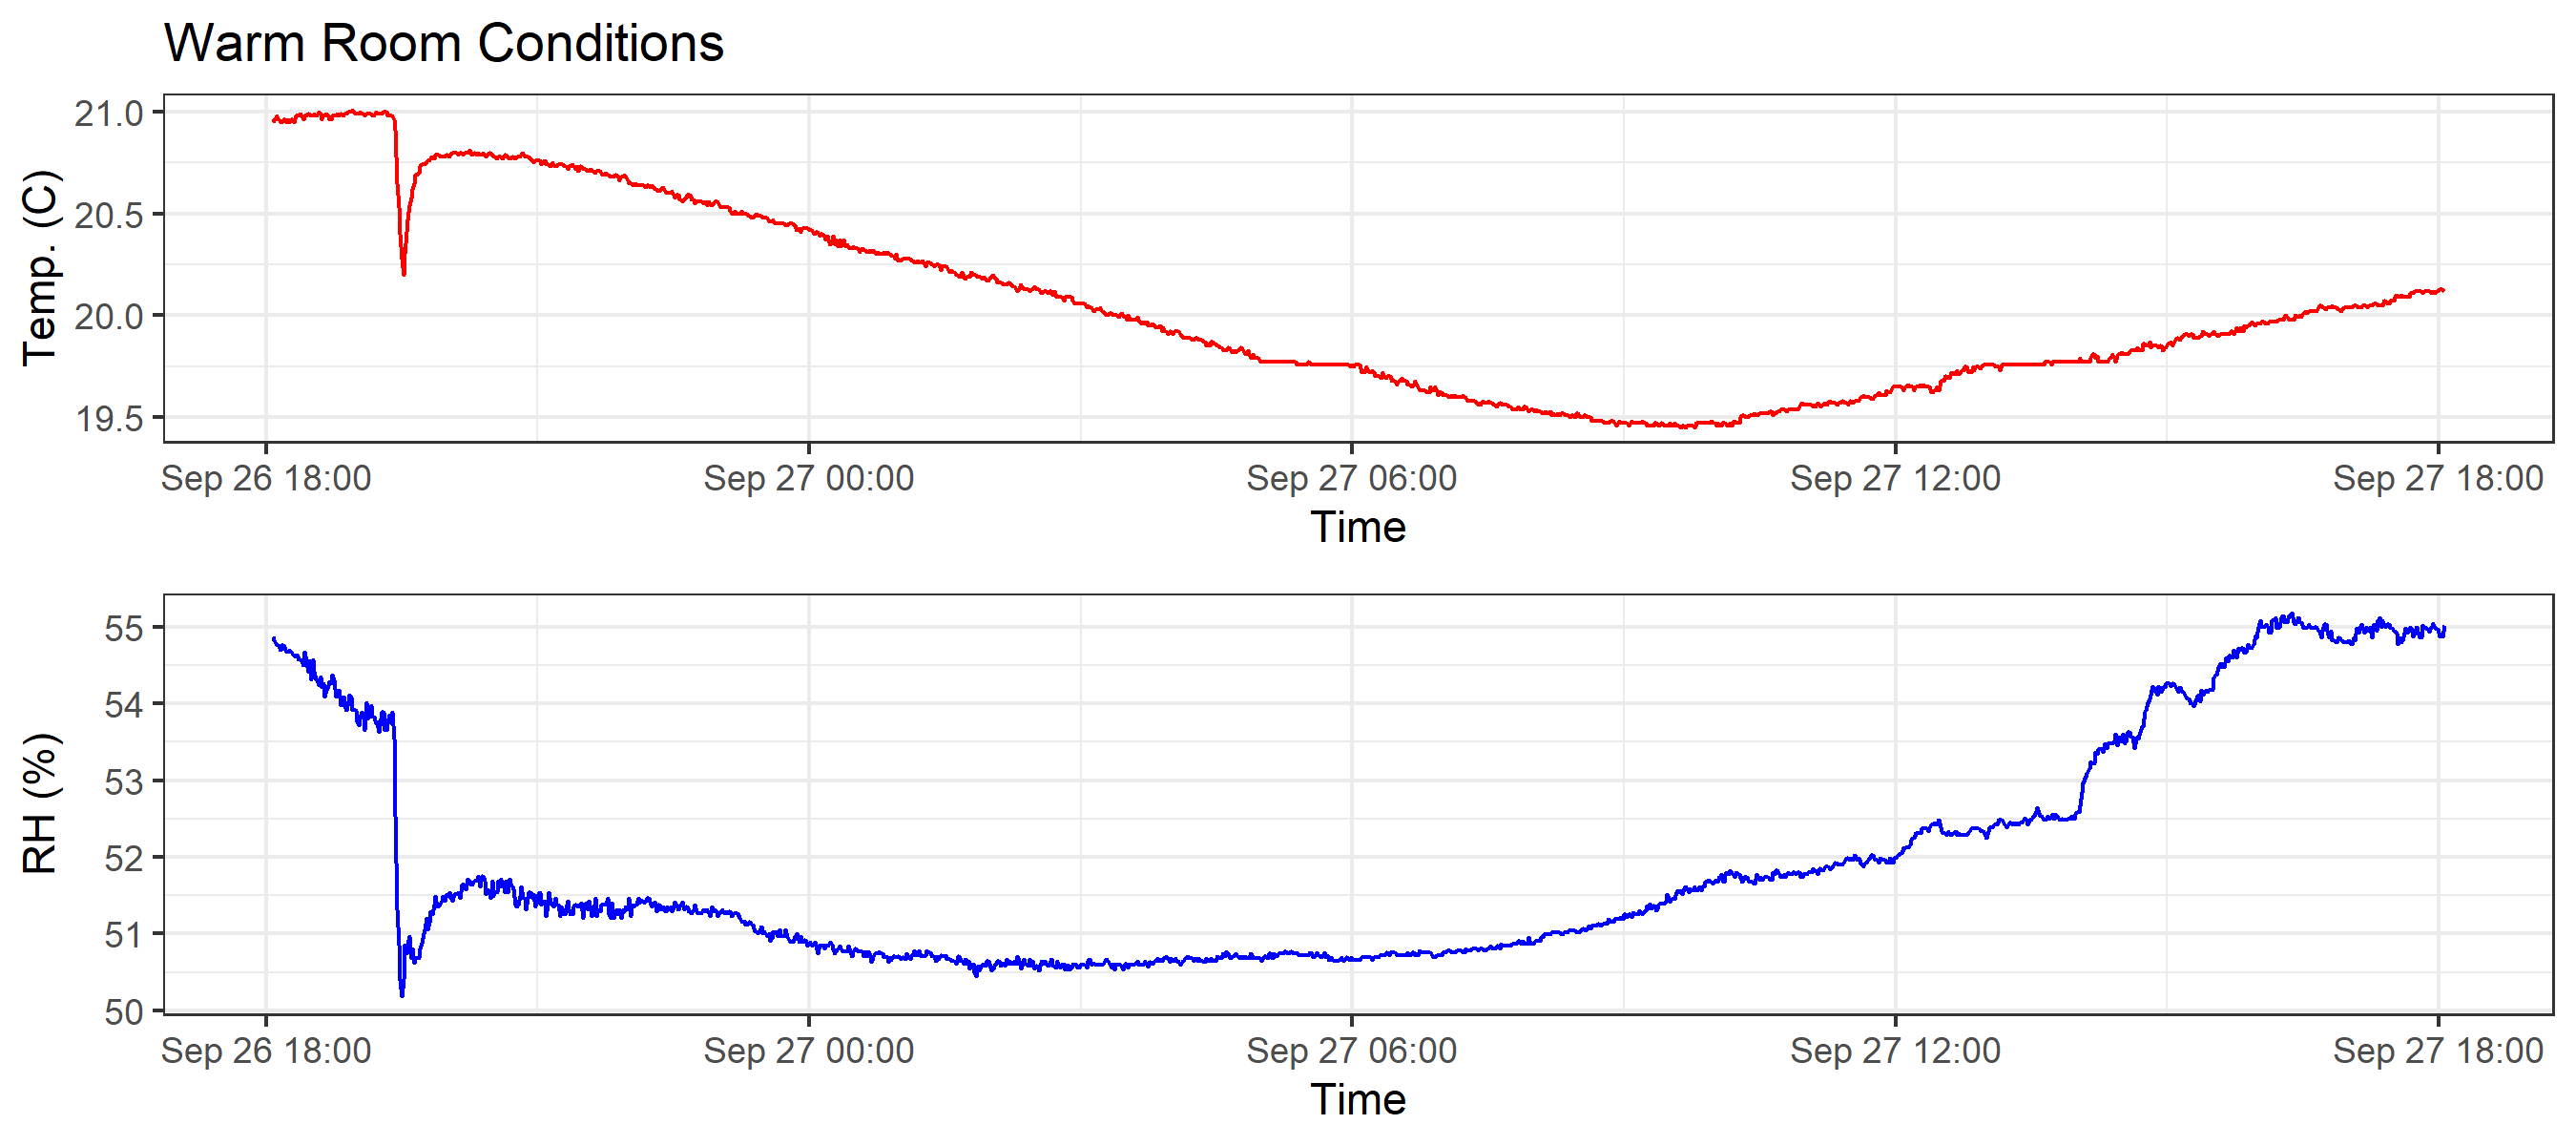 Warm Room Conditions
21.0
20.5
20.0
19.5
Temp. (C)
Sep 26 18:00 Sep 27 00:00 Sep 27 06:00 Sep 27 12:00 Sep 27 18:00
Time
55
54
53
52
51
50
RH (%)
Sep 26 18:00 Sep 27 00:00 Sep 27 06:00 Sep 27 12:00 Sep 27 18:00
Time